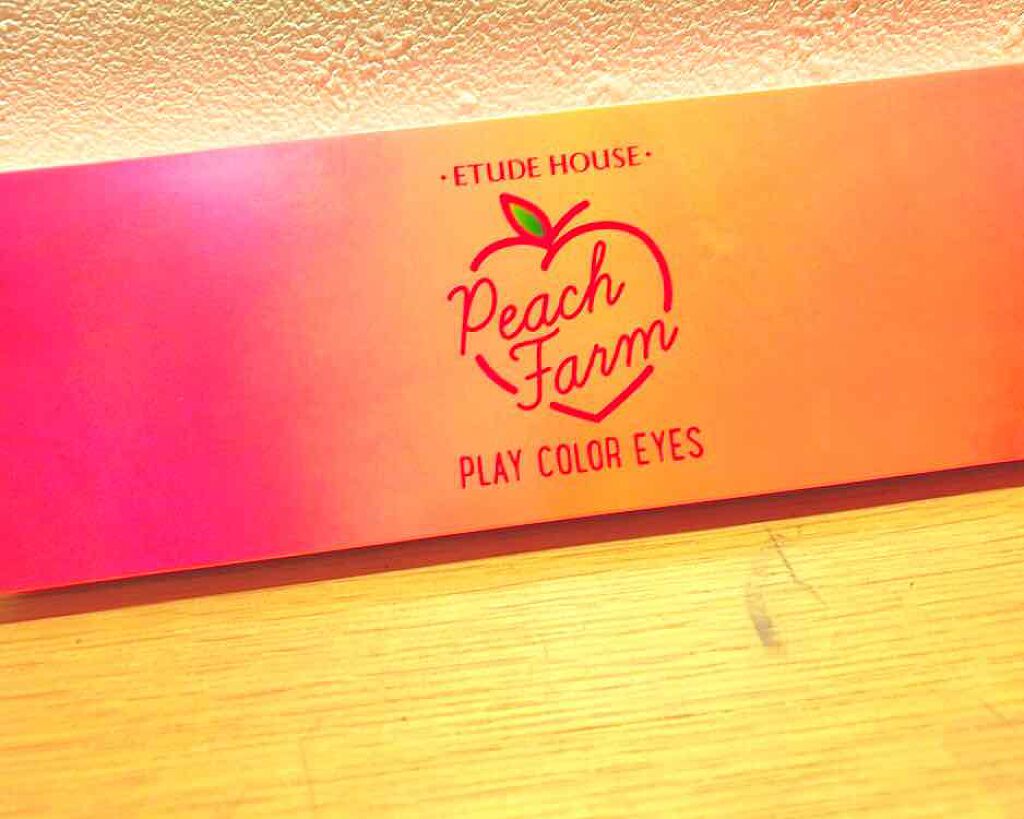 · ETUDE HOUSE ·
Peach
Farm
PLAY COLOR EYES